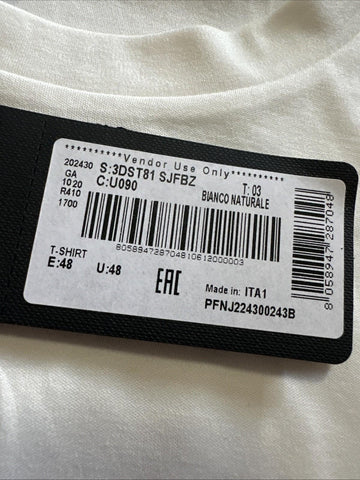 **********Vendor Use Only**********
202430 S:3DST81 SJFBZ T: 03
GA C:U090 BIANCO NATURALE
1020
R410
1700
805894728704810612000003
T-SHIRT
E:48 U:48 EAC Made in: ITA1
PFNJ224300243B
8058947287048